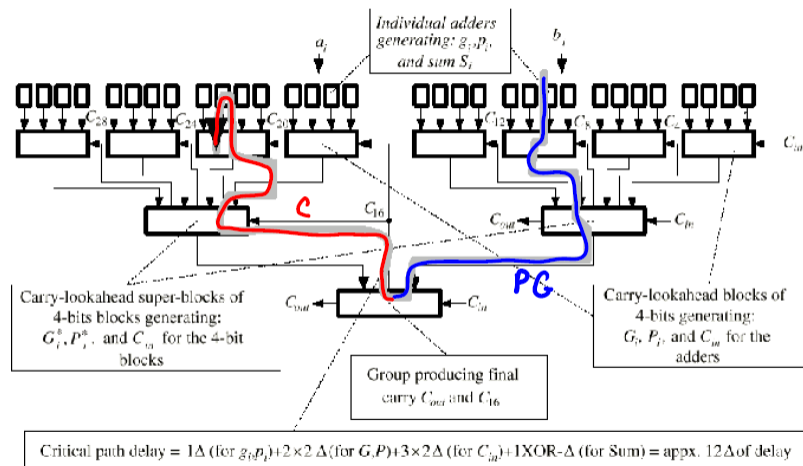 Individual adders
generating: gᵢ,pᵢ,
and sum Sᵢ
aᵢ
bᵢ
C₂₈
C₂₄
C₂₀
C₁₂
C₈
C₄
Cᵢₙ
C
C₁₆
Cₒᵤₜ
Cᵢₙ
PG
Cₒᵤₜ
Cᵢₙ
Carry-lookahead super-blocks of
4-bits blocks generating:
G*ᵢ, P*ᵢ, and Cᵢₙ for the 4-bit
blocks
Carry-lookahead blocks of
4-bits generating:
Gᵢ, Pᵢ, and Cᵢₙ for the
adders
Group producing final
carry Cₒᵤₜ and C₁₆
Critical path delay = 1Δ (for gᵢ,pᵢ)+2×2 Δ(for G,P)+3×2Δ (for Cᵢₙ)+1XOR-Δ (for Sum) = appx. 12Δ of delay